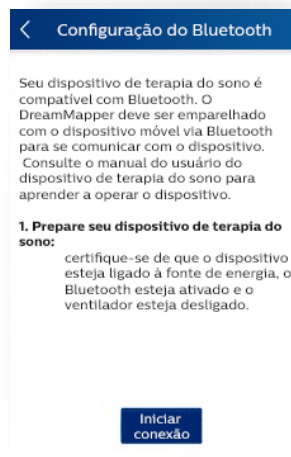 Configuração do Bluetooth
Seu dispositivo de terapia do sono é
compatível com Bluetooth. O
DreamMapper deve ser emparelhado
com o dispositivo móvel via Bluetooth
para se comunicar com o dispositivo.
Consulte o manual do usuário do
dispositivo de terapia do sono para
aprender a operar o dispositivo.
1. Prepare seu dispositivo de terapia do
sono:
certifique-se de que o dispositivo
esteja ligado à fonte de energia, o
Bluetooth esteja ativado e o
ventilador esteja desligado.
Iniciar
conexão